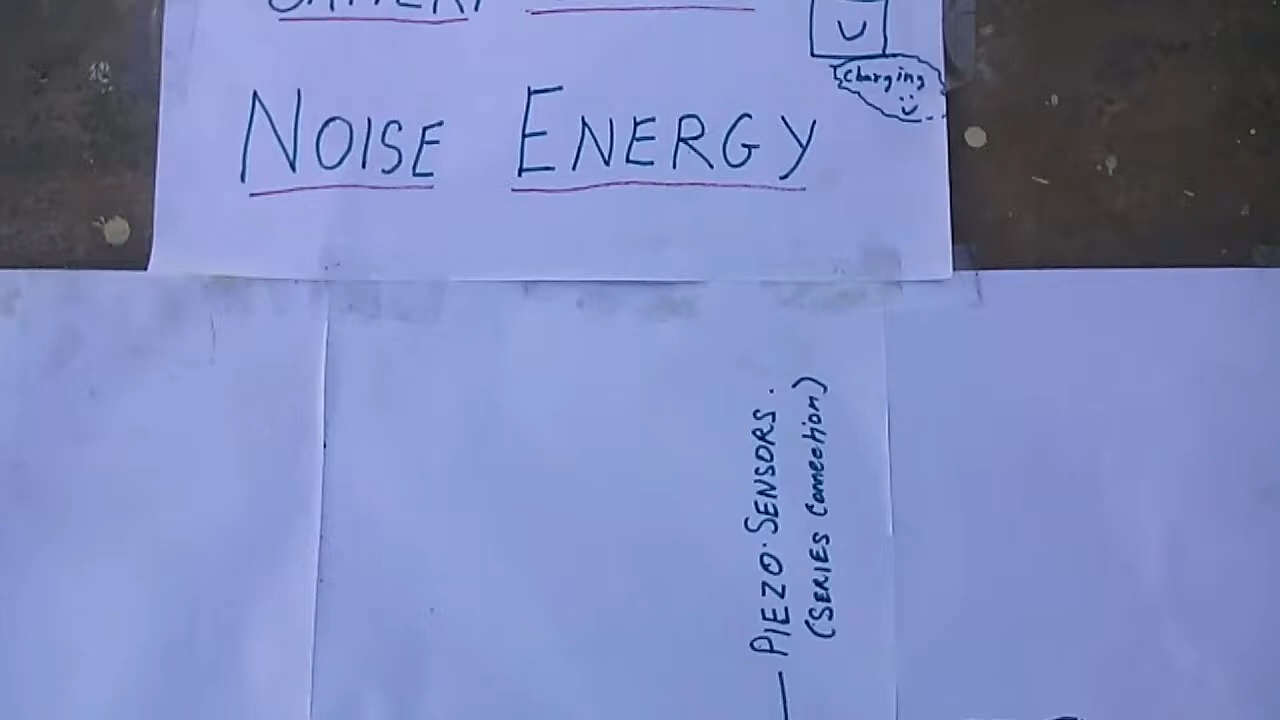 Charging
NOISE ENERGY
PIEZO. SENSORS.
(SERIES Connection)